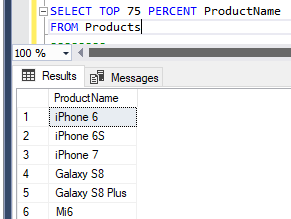 SELECT TOP 75 PERCENT ProductName
FROM Products
100 %
Results Messages
ProductName
1 iPhone 6
2 iPhone 6S
3 iPhone 7
4 Galaxy S8
5 Galaxy S8 Plus
6 Mi6